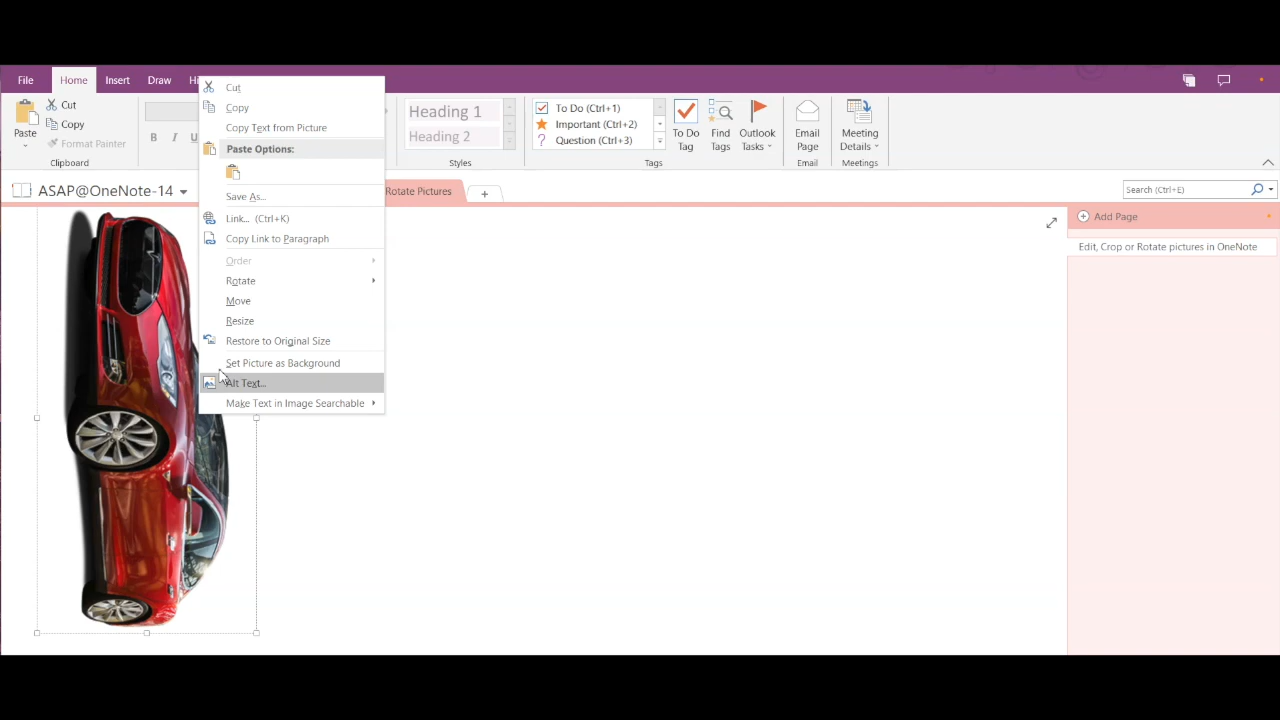 File Home Insert Draw
Paste
Cut
Copy
Format Painter
Clipboard
B I U
Cut
Copy
Copy Text from Picture
Paste Options:
Save As...
Link... (Ctrl+K)
Copy Link to Paragraph
Order
Rotate
Move
Resize
Restore to Original Size
Set Picture as Background
Alt Text...
Make Text in Image Searchable
Heading 1
Heading 2
Styles
To Do (Ctrl+1)
Important (Ctrl+2)
Question (Ctrl+3)
Tags
To Do
Tag
Find
Tags
Outlook
Tasks
Email
Page
Email
Meeting
Details
Meetings
ASAP@OneNote-14
Rotate Pictures
Search (Ctrl+E)
Add Page
Edit, Crop or Rotate pictures in OneNote